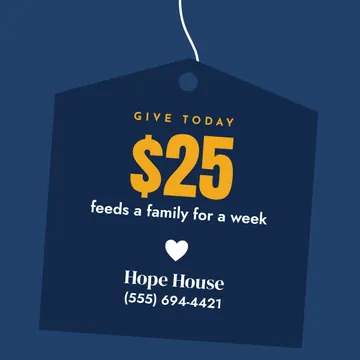 GIVE TODAY
$25
feeds a family for a week
Hope House
(555) 694-4421